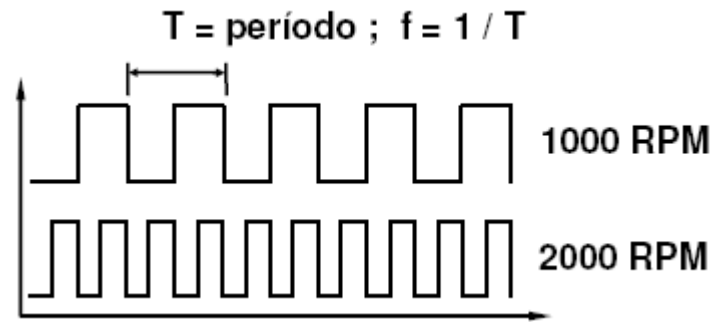 T = período ; f = 1 / T
1000 RPM
2000 RPM